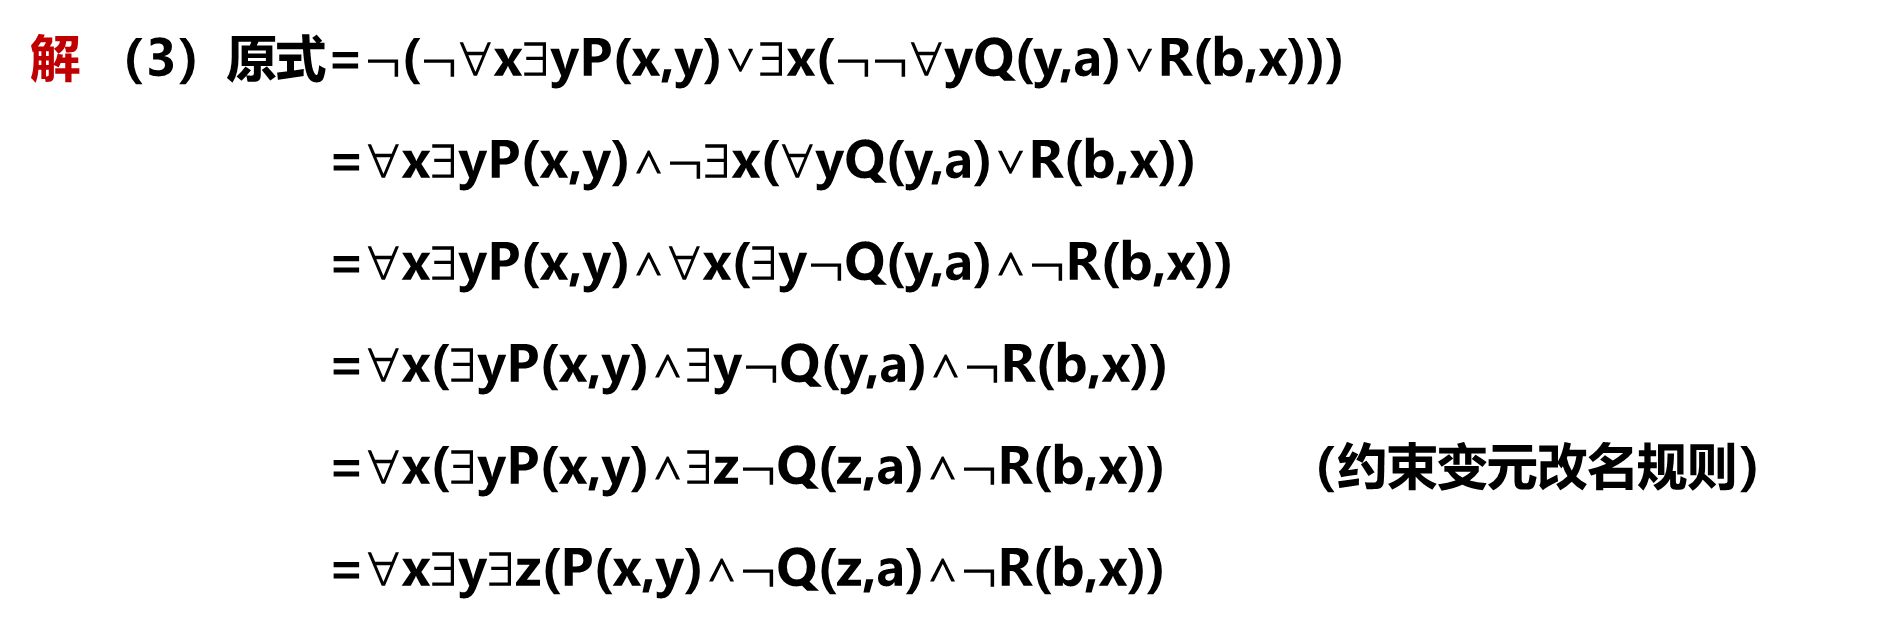 解 （3）原式=¬(¬∀x∃yP(x,y)∨∃x(¬¬∀yQ(y,a)∨R(b,x)))
=∀x∃yP(x,y)∧¬∃x(∀yQ(y,a)∨R(b,x))
=∀x∃yP(x,y)∧∀x(∃y¬Q(y,a)∧¬R(b,x))
=∀x(∃yP(x,y)∧∃y¬Q(y,a)∧¬R(b,x))
=∀x(∃yP(x,y)∧∃z¬Q(z,a)∧¬R(b,x)) （约束变元改名规则）
=∀x∃y∃z(P(x,y)∧¬Q(z,a)∧¬R(b,x))